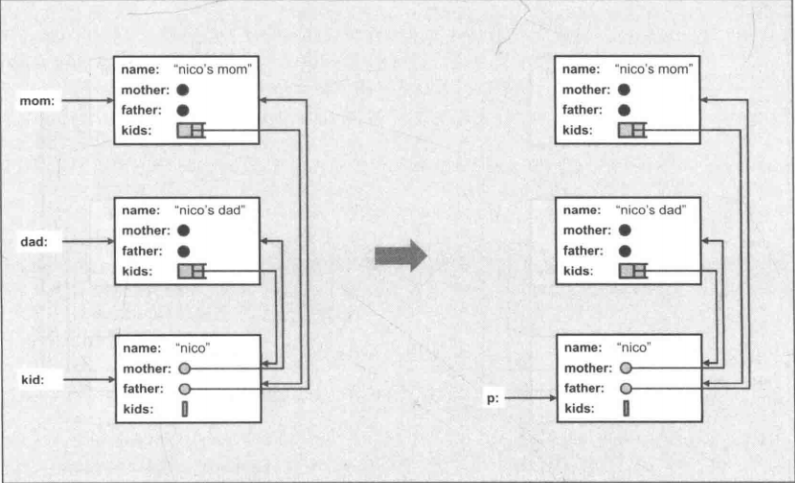 name: "nico's mom"
mother:
father:
kids:
mom:
name: "nico's dad"
mother:
father:
kids:
dad:
name: "nico"
mother:
father:
kids:
kid:
name: "nico's mom"
mother:
father:
kids:
name: "nico's dad"
mother:
father:
kids:
name: "nico"
mother:
father:
kids:
p: